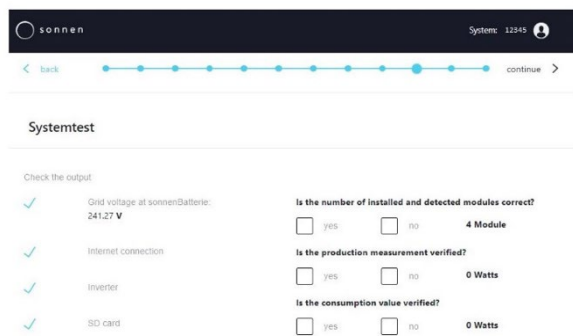 sonnen
System: 12345
back
continue
Systemtest
Check the output
Grid voltage at sonnenBatterie:
241.27 V
Internet connection
Inverter
SD card
Is the number of installed and detected modules correct?
yes no 4 Module
Is the production measurement verified?
yes no 0 Watts
Is the consumption value verified?
yes no 0 Watts